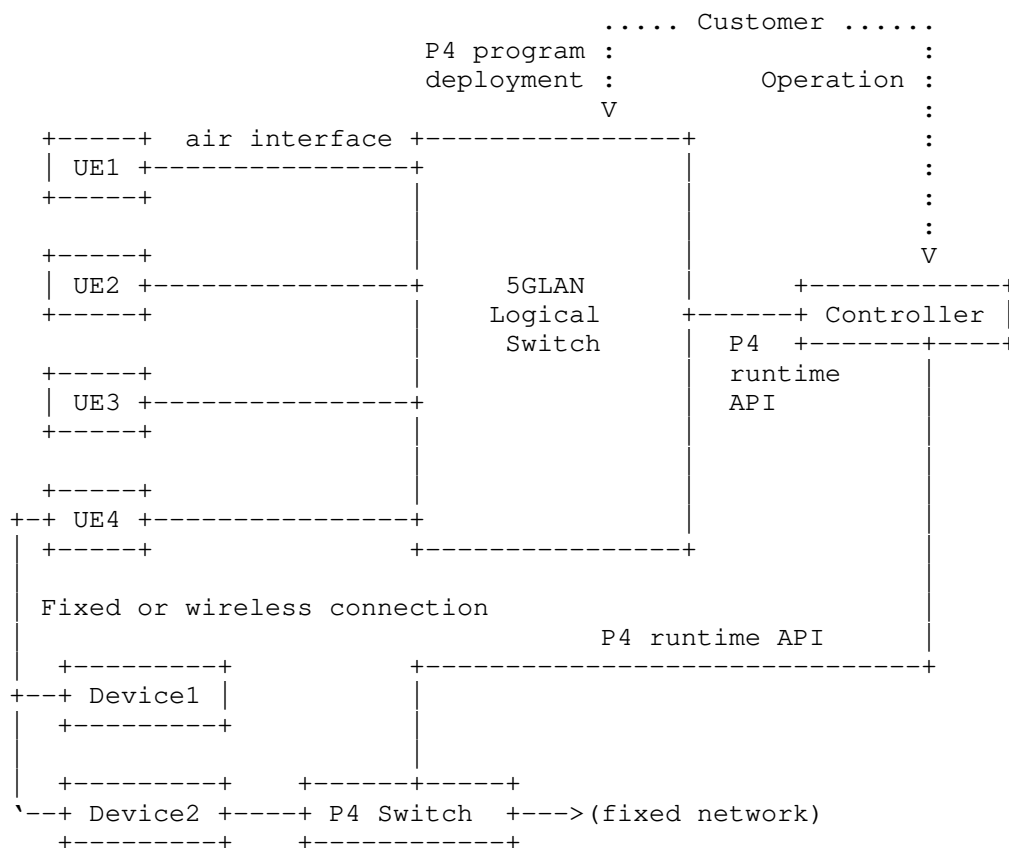 ..... Customer ......
P4 program :                    :
deployment :        Operation :
V                    :
air interface
UE1
V
UE2
5GLAN
Logical
Controller
Switch
P4
runtime
UE3
API
UE4
Fixed or wireless connection
P4 runtime API
Device1
Device2
P4 Switch
--->(fixed network)